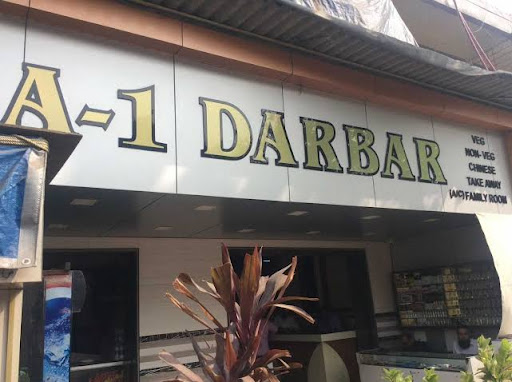 A-1 DARBAR
VEG
NON-VEG
CHINESE
TAKE AWAY
(A/C) FAMILY ROOM